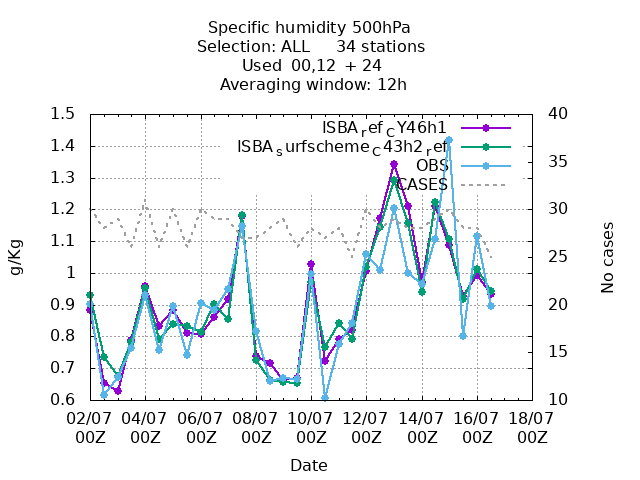 Specific humidity 500hPa
Selection: ALL 34 stations
Used 00,12 + 24
Averaging window: 12h
1.5 40
ISBAref CY46h1
1.4
ISBAsurfschemeC43h2ref
35
OBS
1.3
CASES
1.2 30
1.1
25
1
0.9 20
0.8
15
0.7
0.6 10
g/Kg
No cases
02/07 04/07 06/07 08/07 10/07 12/07 14/07 16/07 18/07
00Z 00Z 00Z 00Z 00Z 00Z 00Z 00Z 00Z
Date